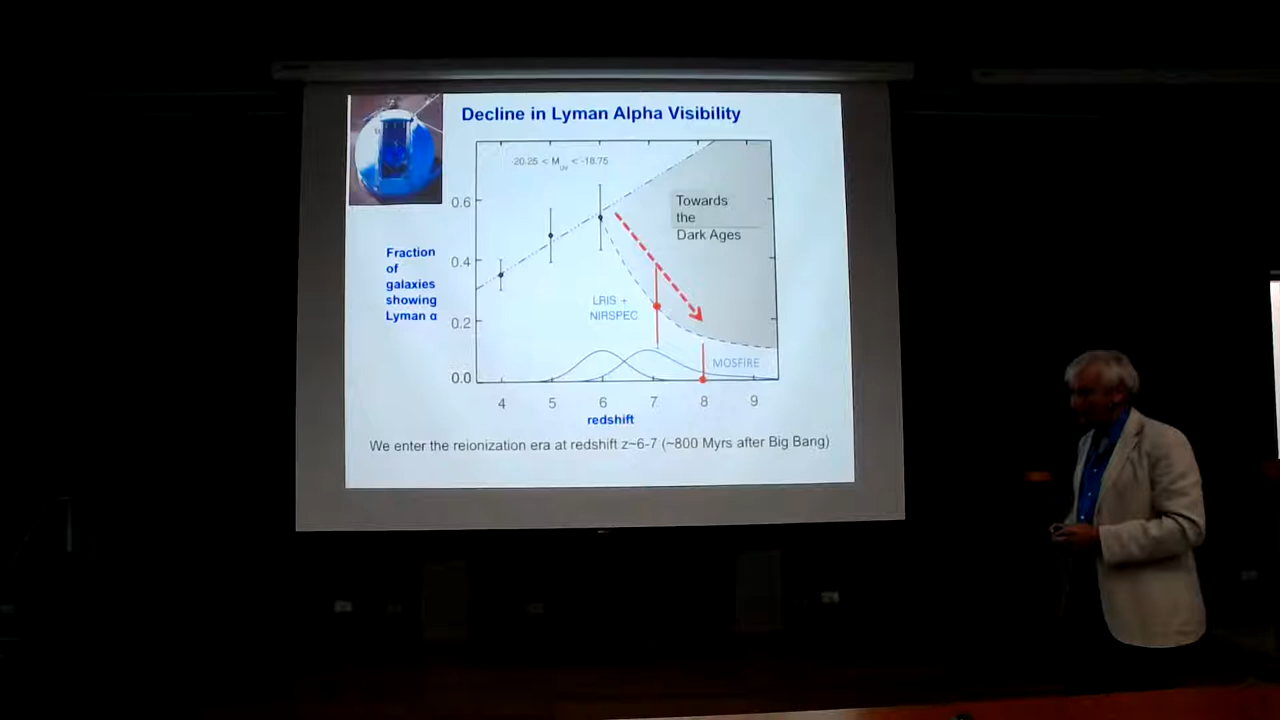 Decline in Lyman Alpha Visibility
-20.25 < M_UV < -18.75
Towards
the
Dark Ages
Fraction
of
galaxies
showing
Lyman α
0.6
0.4
0.2
0.0
LRIS +
NIRSPEC
MOSFIRE
4 5 6 7 8 9
redshift
We enter the reionization era at redshift z~6-7 (~800 Myrs after Big Bang)